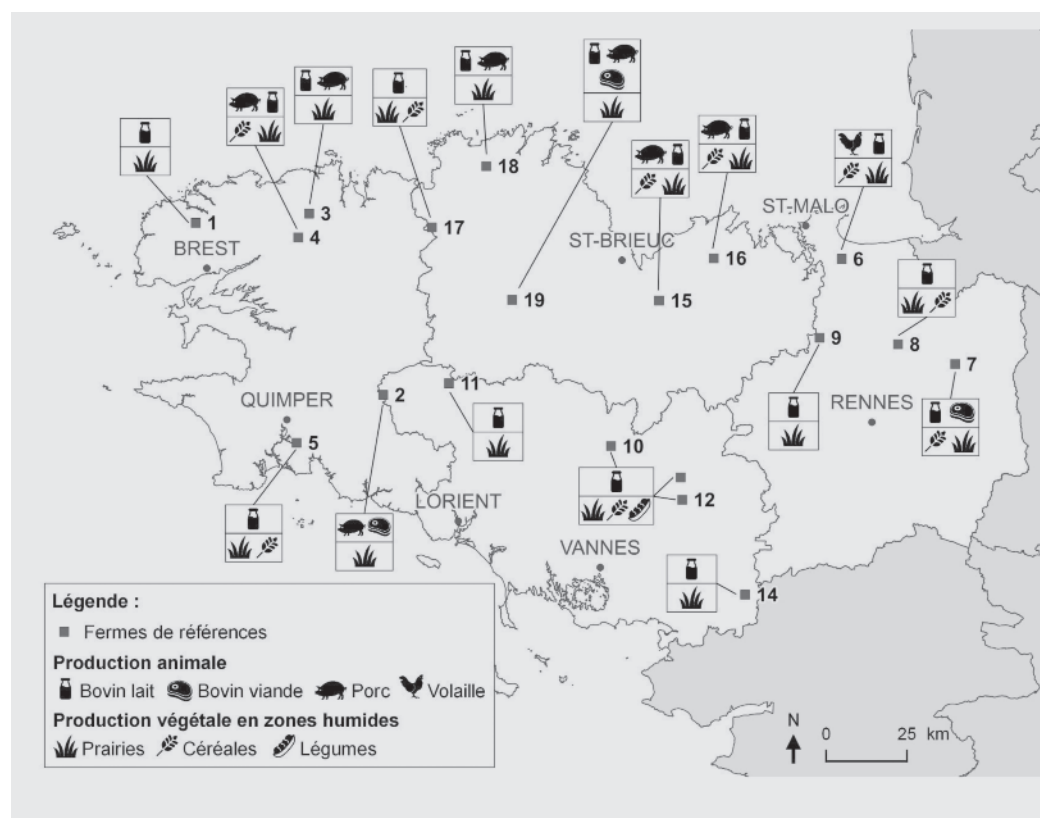 18
ST-MALO
3
1
17
4
ST-BRIEUC
BREST
16
6
19
15
9
8
7
11
2
QUIMPER
RENNES
5
10
12
LORIENT
VANNES
14
Légende :
Fermes de références
Production animale
Bovin lait Bovin viande Porc Volaille
Production végétale en zones humides
Prairies Céréales Légumes
N
0 25 km